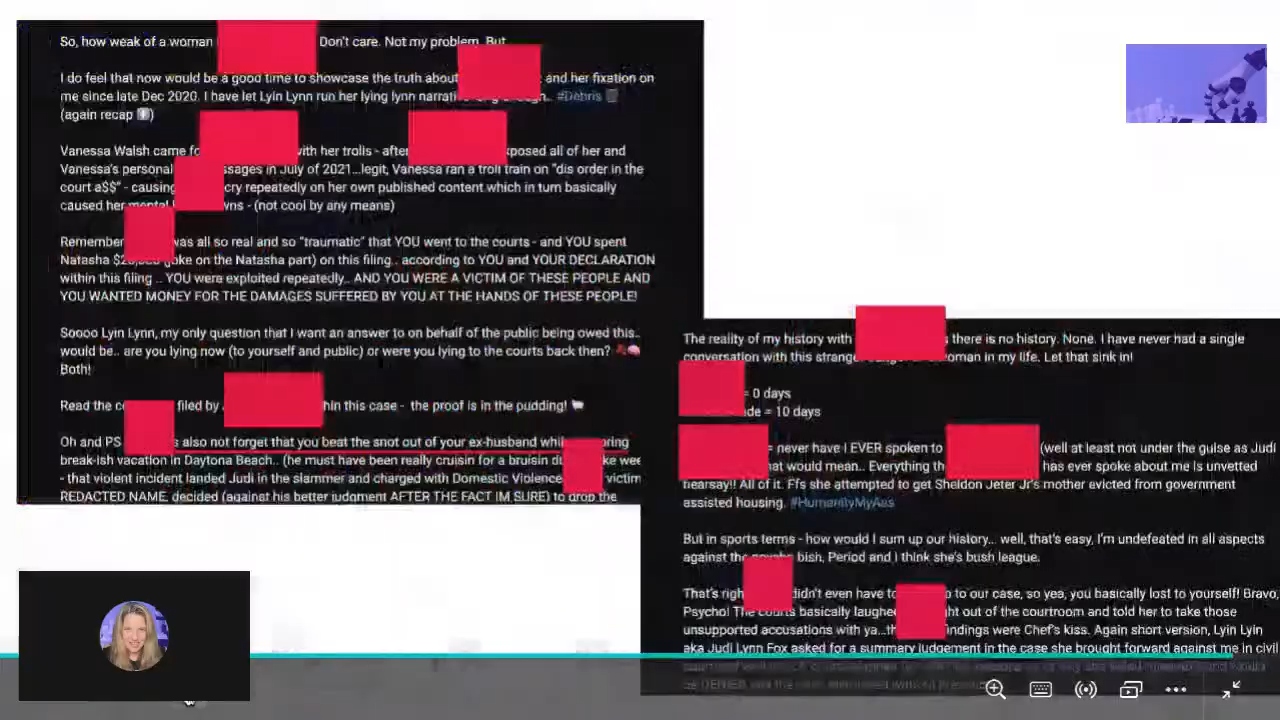 So, how weak of a woman Don't care. Not my problem. But
I do feel that now would be a good time to showcase the truth about and her fixation on
me since late Dec 2020. I have let Lyin Lynn run her lying lynn #Debris
(again recap
Vanessa Walsh came with her trolls - after exposed all of her and
Vanessa's personal in July of 2021...legit, Vanessa ran a troll train on "dis order in the
court a$$" - causing cry repeatedly on her own published content which in turn basically
caused her mental - (not cool by any means)
Remember was all so real and so "traumatic" that YOU went to the courts - and YOU spent
Natasha (joke on the Natasha part) on this filing.. according to YOU and YOUR DECLARATION
within this filing .. YOU were exploited repeatedly.. AND YOU WERE A VICTIM OF THESE PEOPLE AND
YOU WANTED MONEY FOR THE DAMAGES SUFFERED BY YOU AT THE HANDS OF THESE PEOPLE!
Soooo Lyin Lynn, my only question that I want an answer to on behalf of the public being owed this..
would be.. are you lying now (to yourself and public) or were you lying to the courts back then?
Both!
Read the filed by within this case - the proof is in the pudding!
Oh and PS also not forget that you beat the snot out of your ex-husband
break-ish vacation in Daytona Beach.. (he must have been really cruisin for a bruisin
- that violent incident landed Judi in the slammer and charged with Domestic Violence victim
REDACTED NAME, decided (against his better judgment AFTER THE FACT IM SURE) to drop the
The reality of my history with there is no history. None. I have never had a single
conversation with this woman in my life. Let that sink in!
= 0 days
= 10 days
= never have I EVER spoken to (well at least not under the guise as Judi
would mean.. Everything has ever spoke about me is unvetted
hearsay!! All of it. Ffs she attempted to get Sheldon Jeter Jr's mother evicted from government
assisted housing. #HumanityMyAss
But in sports terms - how would I sum up our history... well, that's easy, I'm undefeated in all aspects
against the psycho bish, Period and I think she's bush league.
That's right didn't even have to to our case, so yea, you basically lost to yourself! Bravo,
Psycho! The courts basically laughed out of the courtroom and told her to take those
unsupported accusations with ya... were Chef's kiss. Again short version, Lyin Lyin
aka Judi Lynn Fox asked for a summary judgement in the case she brought forward against me in civil